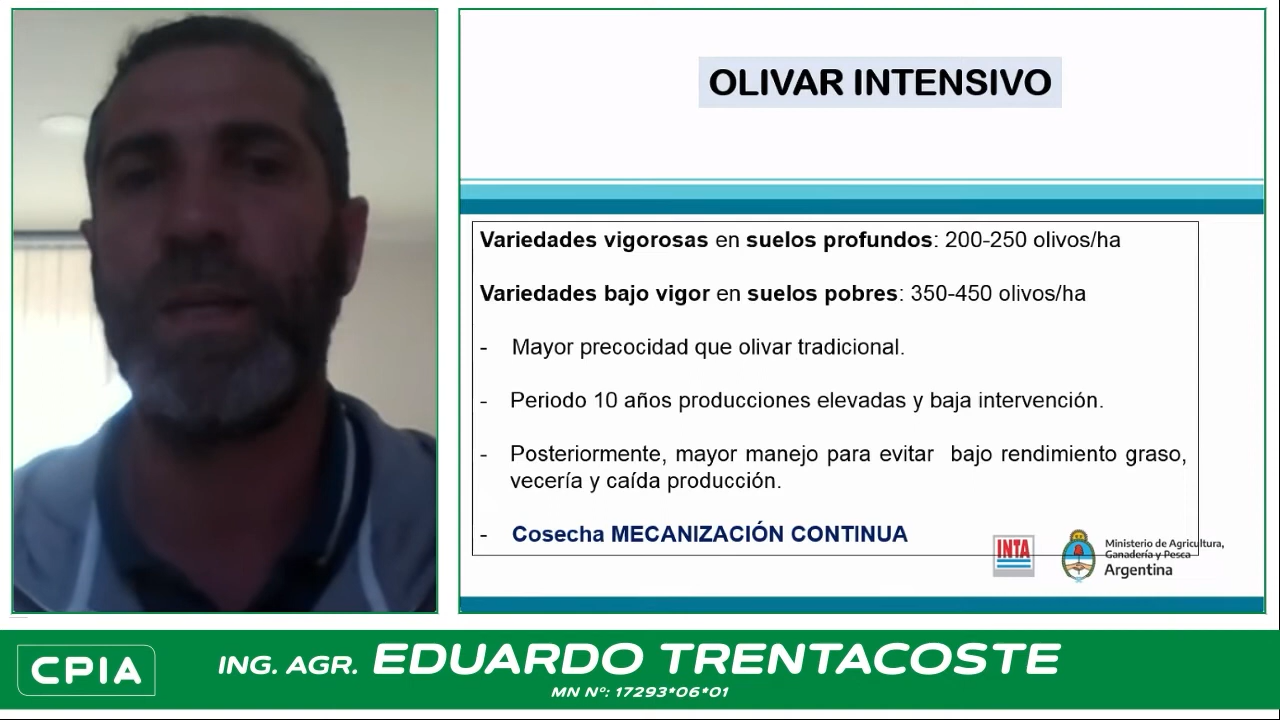 OLIVAR INTENSIVO
Variedades vigorosas en suelos profundos: 200-250 olivos/ha
Variedades bajo vigor en suelos pobres: 350-450 olivos/ha
- Mayor precocidad que olivar tradicional.
- Periodo 10 años producciones elevadas y baja intervención.
- Posteriormente, mayor manejo para evitar bajo rendimiento graso,
vecería y caída producción.
- Cosecha MECANIZACIÓN CONTINUA
INTA
Ministerio de Agricultura,
Ganadería y Pesca
Argentina
CPIA
ING. AGR. EDUARDO TRENTACOSTE
MN Nº: 17293*06*01